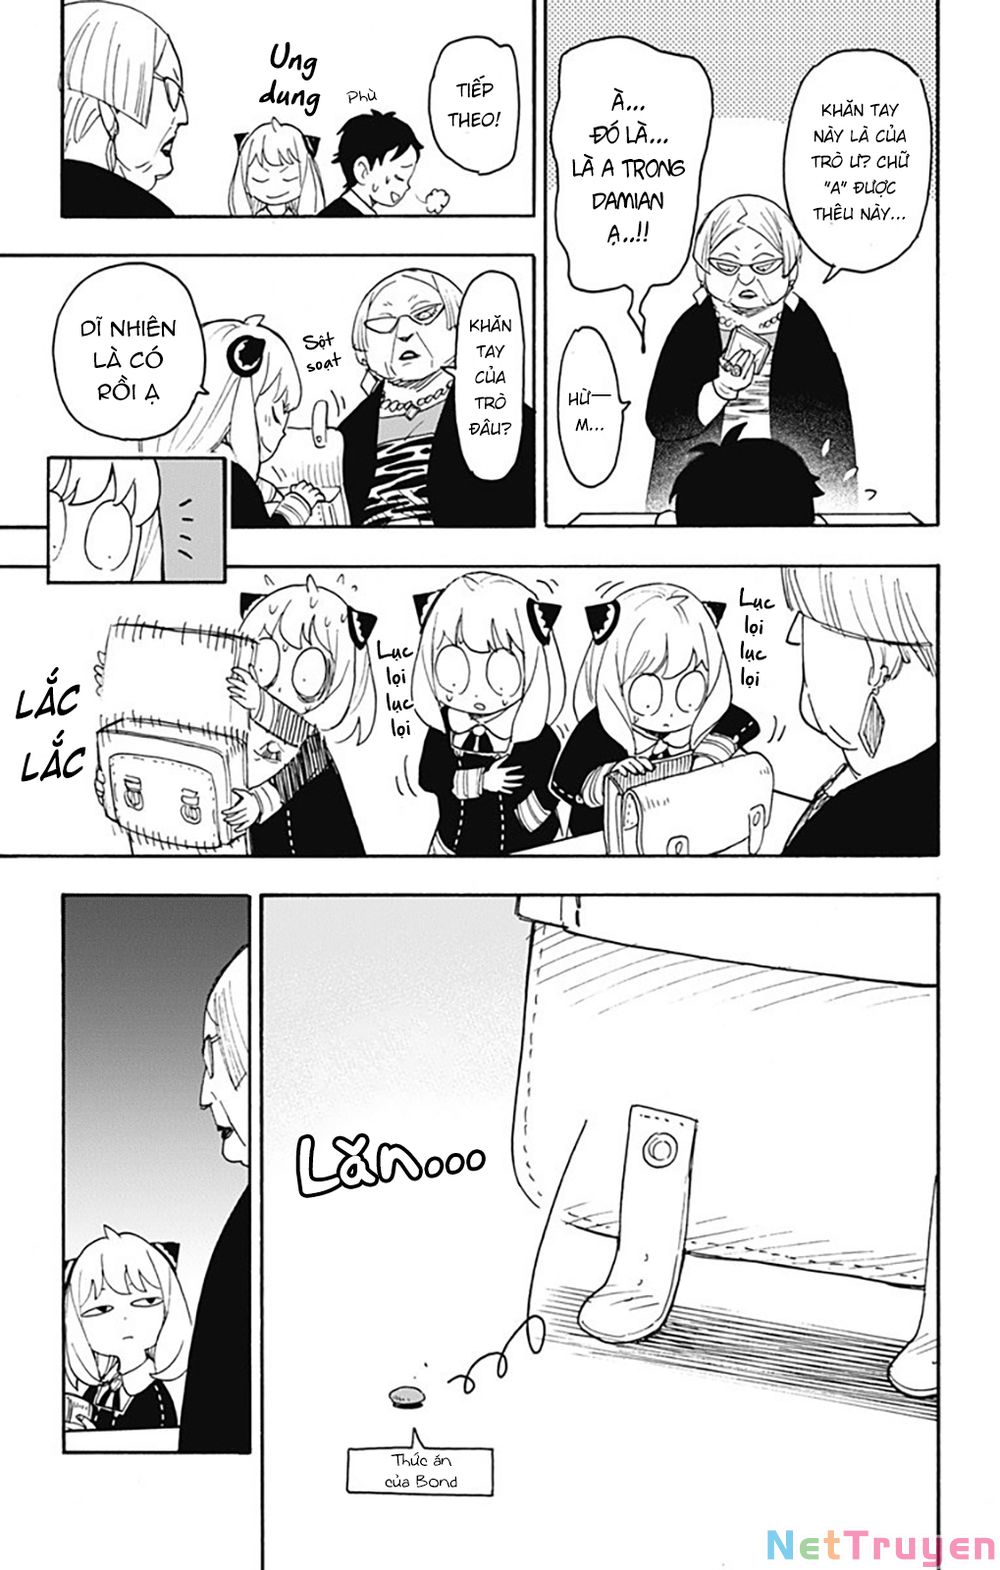 KHĂN TAY
NÀY LÀ CỦA
TRÒ Ư? CHỮ
"A" ĐƯỢC
THÊU NÀY...
À...
ĐÓ LÀ...
LÀ A TRONG
DAMIAN
Ạ..!!
HỪ—
M...
TIẾP
THEO!
Phù
Ung
dung
KHĂN
TAY
CỦA
TRÒ
ĐÂU?
Sột
soạt
DĨ NHIÊN
LÀ CÓ
RỒI Ạ
Lục
lọi
lục
lọi
Lục
lọi
lục
lọi
LẮC
LẮC
Lăn...
Thức ăn
của Bond
NetTruyen